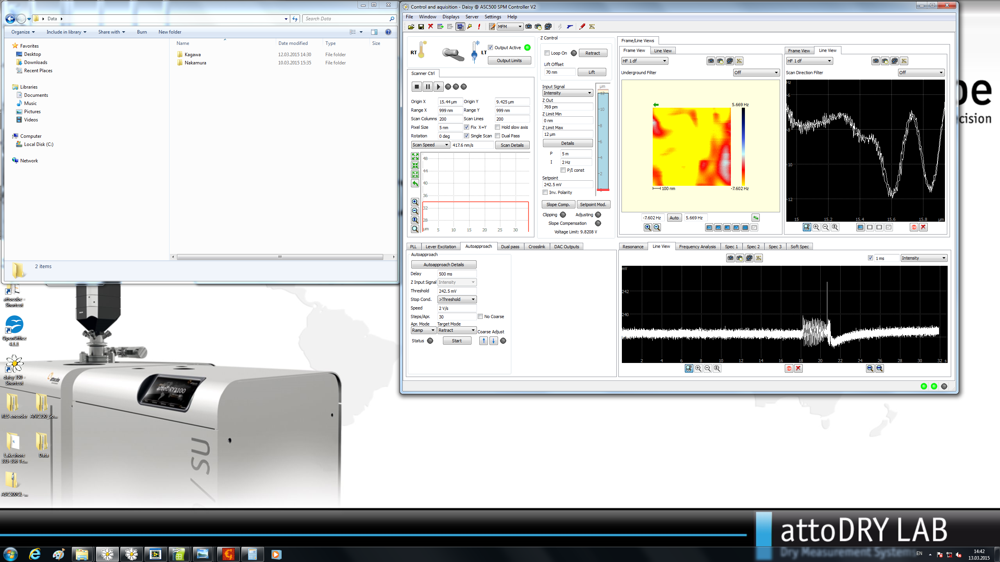 Data
Search Data
Organize
Include in library
Share with
Burn
New folder
Name
Date modified
Type
Size
Favorites
Desktop
Downloads
Recent Places
Libraries
Documents
Music
Pictures
Videos
Computer
Local Disk (C:)
Network
Kagawa 12.03.2015 14:30 File folder
Nakamura 10.03.2015 15:35 File folder
2 items
Control and aquisition - Daisy @ ASC500 SPM Controller V2
File Window Displays Server Settings Help
MFM
RT
LT
Output Active
Output Limits
Scanner Ctrl
Origin X 15.44 µm Origin Y 9.425 µm
Range X 999 nm Range Y 999 nm
Scan Columns 200 Scan Lines 200
Pixel Size 5 nm Fix X=Y Hold slow axis
Rotation 0 deg Single Scan Dual Pass
Scan Speed 417.6 nm/s Scan Details
48
44
40
36
32
28
µm 5 10 15 20 25 30
Z Control
Loop On Retract
Lift Offset
70 nm Lift
Input Signal
Intensity
Z Out
769 pm
Z Limit Min
0 nm
Z Limit Max
12 µm
Details
P 5 m
I 2 Hz
P/I const
Setpoint
242.5 mV
Inv. Polarity
µm
12
10
8
6
4
2
Slope Comp. Setpoint Mod.
Clipping Adjusting
Slope Compensation
Voltage Limit: 9.8208 V
Frame/Line Views
Frame View Line View
HF 1 df
Underground Filter Off
5.669 Hz
-7.602 Hz
100 nm
-7.602 Hz Auto 5.669 Hz
Frame View Line View
HF 1 df
Scan Direction Filter Off
Hz
-6
-8
-10
-12
15 15.2 15.4 15.6 15.8 µm
PLL Lever Excitation Autoapproach Dual pass Crosslink DAC Outputs
Autoapproach
Autoapproach Details
Delay 500 ms
Z Input Signal Intensity
Threshold 242.5 mV
Stop Cond. >Threshold
Speed 2 V/s
Steps/Apr. 30 No Coarse
Apr. Mode Target Mode
Ramp Retract Coarse Adjust
Status Start
Resonance Line View Frequency Analysis Spec 1 Spec 2 Spec 3 Soft Spec
1 ms Intensity
mV
242
240
2 4 6 8 10 12 14 16 18 20 22 24 26 28 30 32 s
be
cision
attocube -
Shortcut
OpenOffice
4.1.1
daisy 350 -
Shortcut
RES encoder
ANC350_So...
Lakeshore
335-336 Te...
Data
ASC500CL-...
attocube
attoDRY1100
/SU
attoDRY LAB
Dry Measurement Systems
EN
14:42
13.03.2015